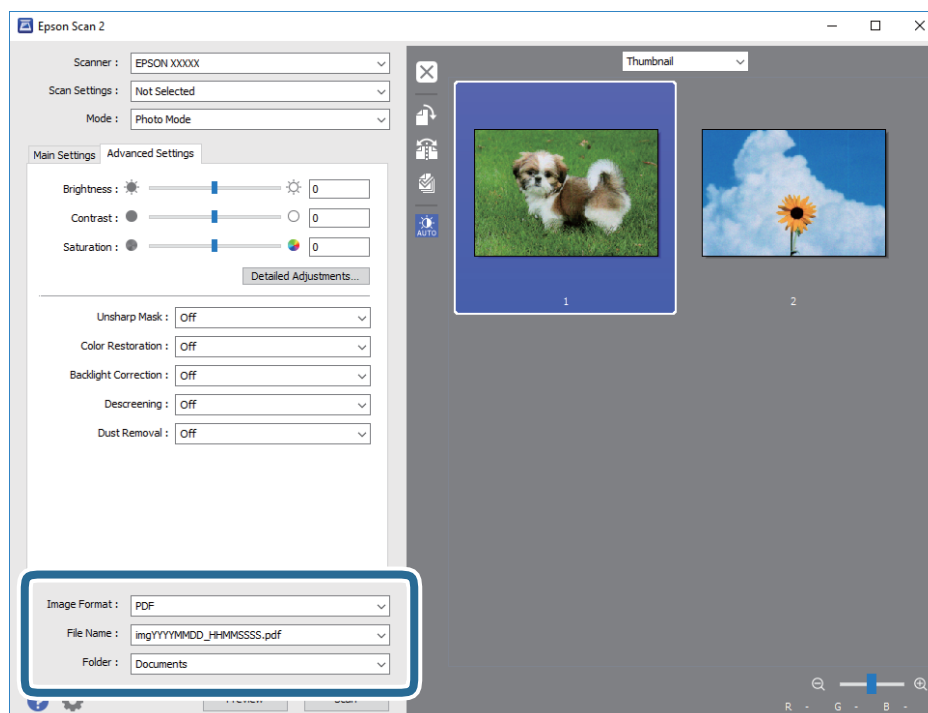 Epson Scan 2
Scanner : EPSON XXXXX
Scan Settings : Not Selected
Mode : Photo Mode
Main Settings Advanced Settings
Brightness : 0
Contrast : 0
Saturation : 0
Detailed Adjustments...
Unsharp Mask : Off
Color Restoration : Off
Backlight Correction : Off
Descreening : Off
Dust Removal : Off
Image Format : PDF
File Name : imgYYYYMMDD_HHMMSSSS.pdf
Folder : Documents
Preview Scan
Thumbnail
AUTO
1 2
R - G - B -